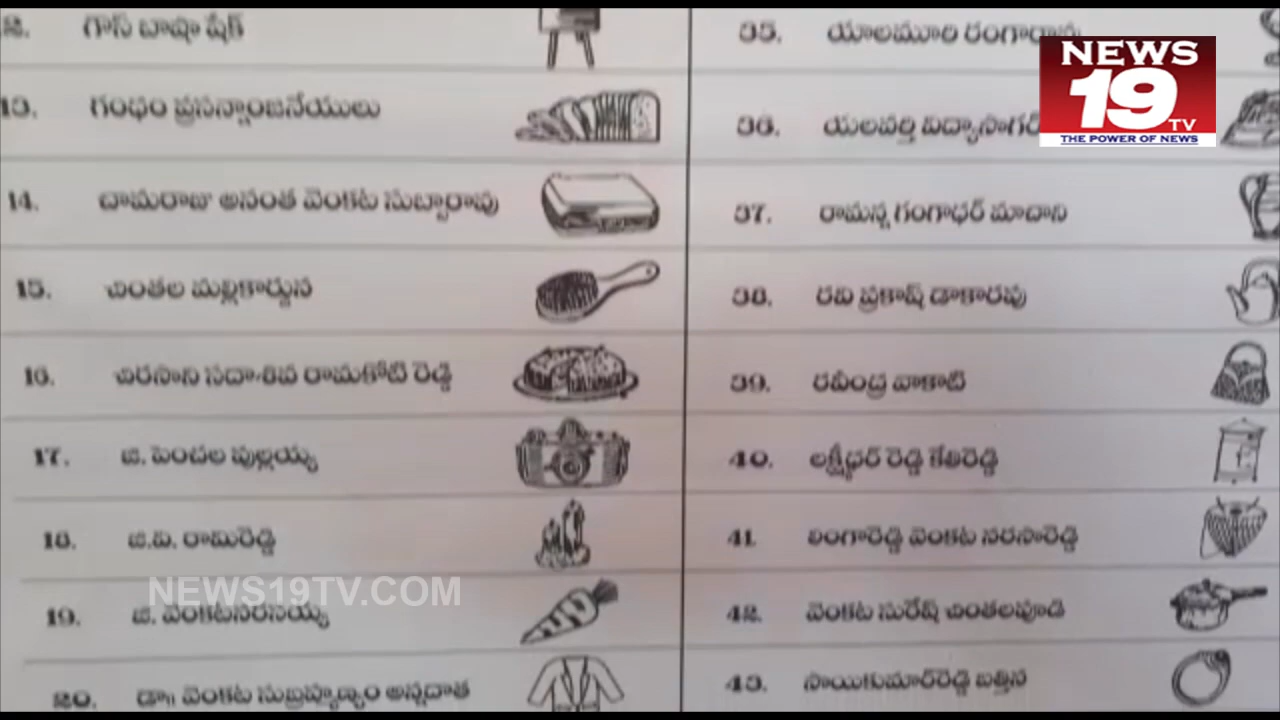 12. గౌస్ బాషా షేక్
13. గంధం ప్రసన్నాంజనేయులు
14. చామరాజు అనంత వెంకట సుబ్బారావు
15. చింతల మల్లికార్జున
16. చిరసాని సదాశివ రామకోటి రెడ్డి
17. జి. పెంచల పుల్లయ్య
18. జి.వి. రామిరెడ్డి
19. జి. వెంకటనరసయ్య
20. డా॥ వెంకట సుబ్రహ్మణ్యం అన్నదాత
35. యాలమూరి రంగారావు
36. యలవర్తి విద్యాసాగర్
37. రామన్న గంగాధర్ మాదాని
38. రవి ప్రకాష్ డాకారపు
39. రవీంద్ర వాకాటి
40. లక్ష్మీధర్ రెడ్డి కేతిరెడ్డి
41. లింగారెడ్డి వెంకట నరసారెడ్డి
42. వెంకట సురేష్ చింతలపూడి
43. సాయికుమార్‌రెడ్డి బత్తిన
NEWS
19
TV
THE POWER OF NEWS
NEWS19TV.COM